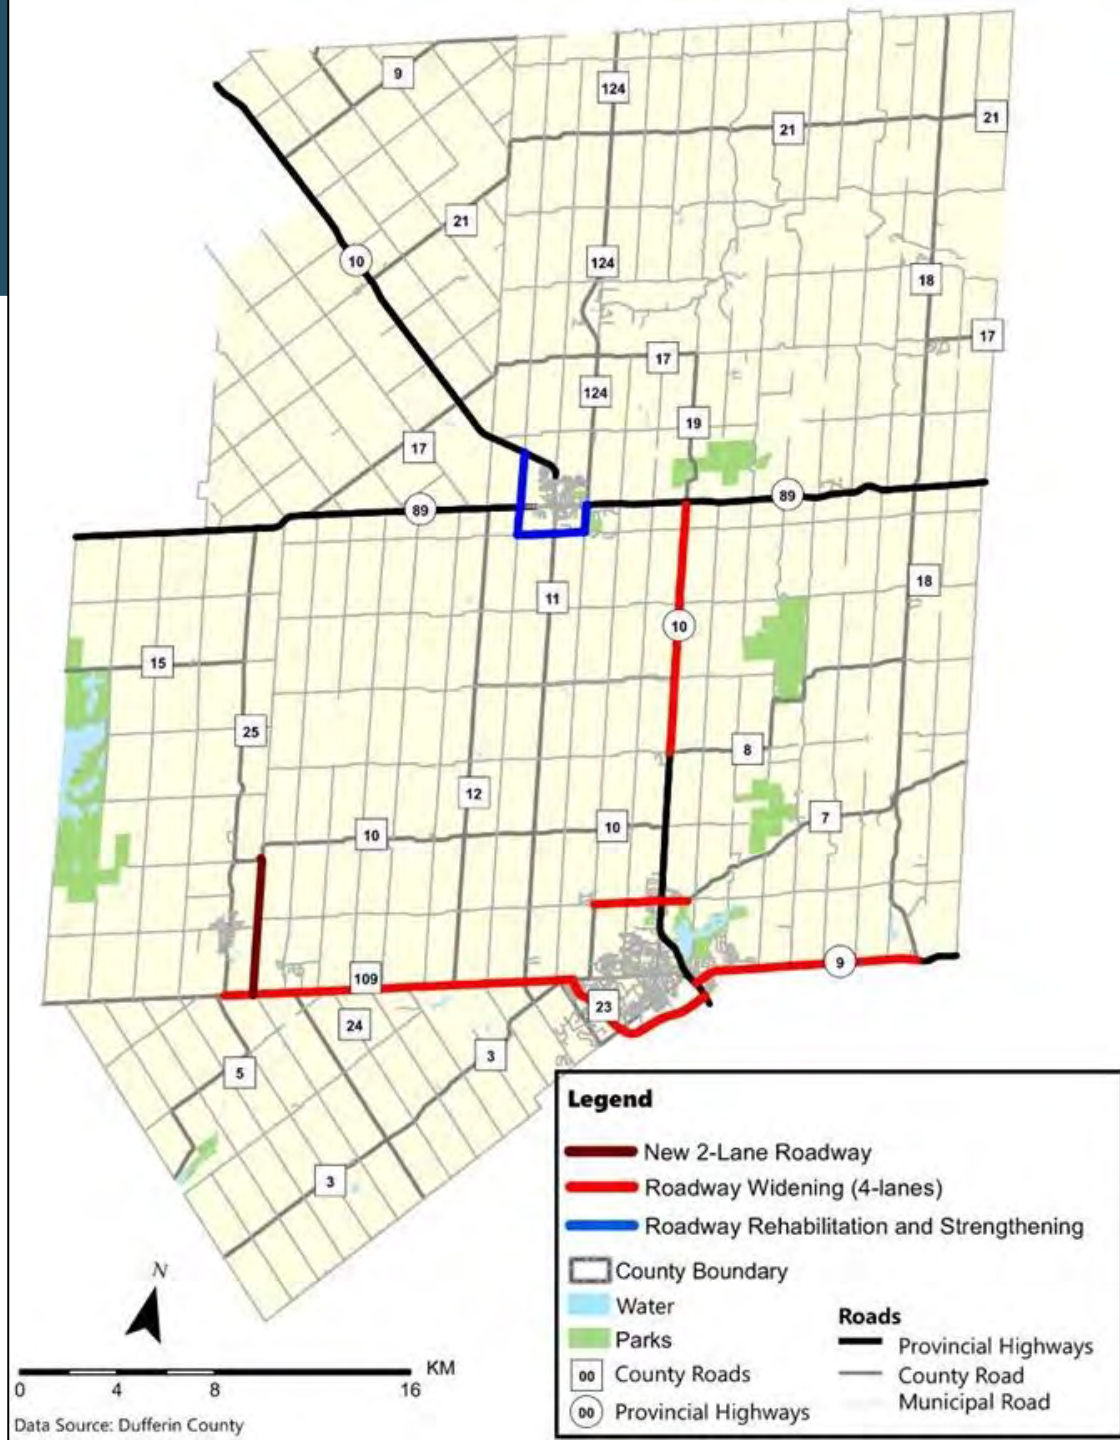 9
124
21
21
21
10
124
18
17
17
124
19
17
89
89
18
11
10
15
25
8
12
7
10
10
9
109
23
24
3
5
3
Legend
New 2-Lane Roadway
Roadway Widening (4-lanes)
Roadway Rehabilitation and Strengthening
County Boundary
Water
Parks
00 County Roads
00 Provincial Highways
Roads
Provincial Highways
County Road
Municipal Road
N
KM
0 4 8 16
Data Source: Dufferin County